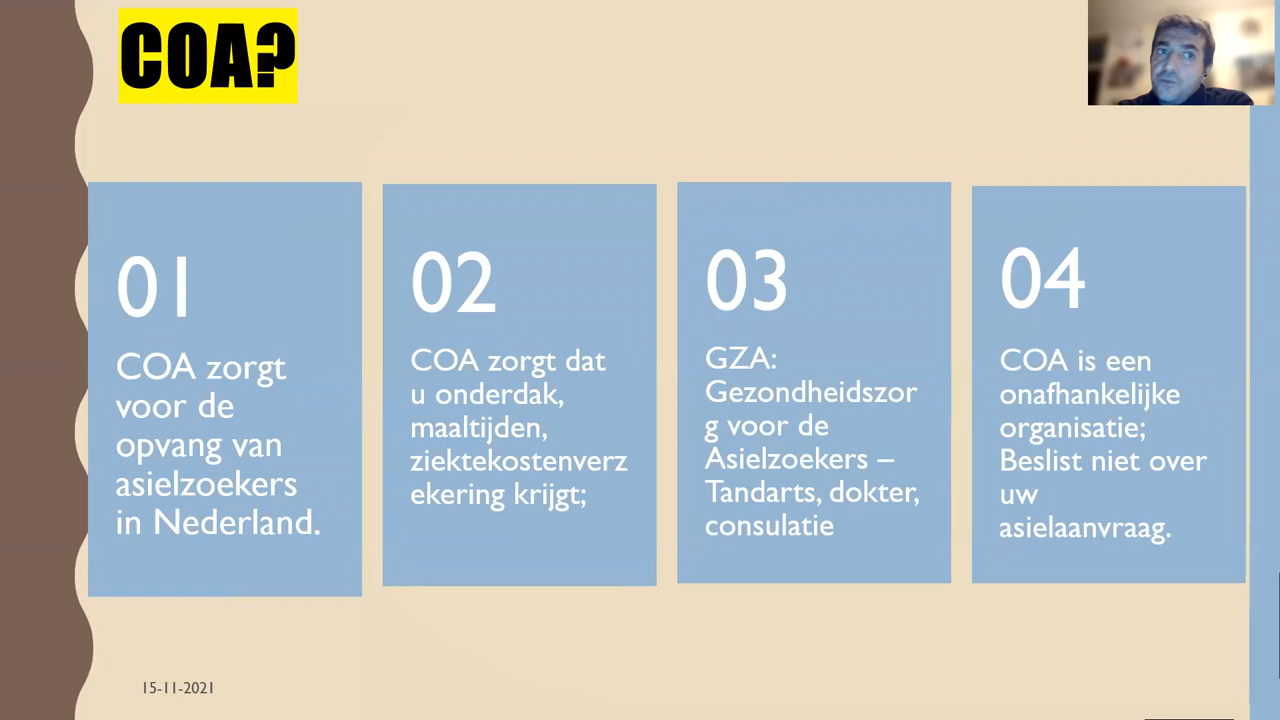 COA?
01
COA zorgt
voor de
opvang van
asielzoekers
in Nederland.
02
COA zorgt dat
u onderdak,
maaltijden,
ziektekostenverz
ekering krijgt;
03
GZA:
Gezondheidszor
g voor de
Asielzoekers –
Tandarts, dokter,
consulatie
04
COA is een
onafhankelijke
organisatie;
Beslist niet over
uw
asielaanvraag.
15-11-2021